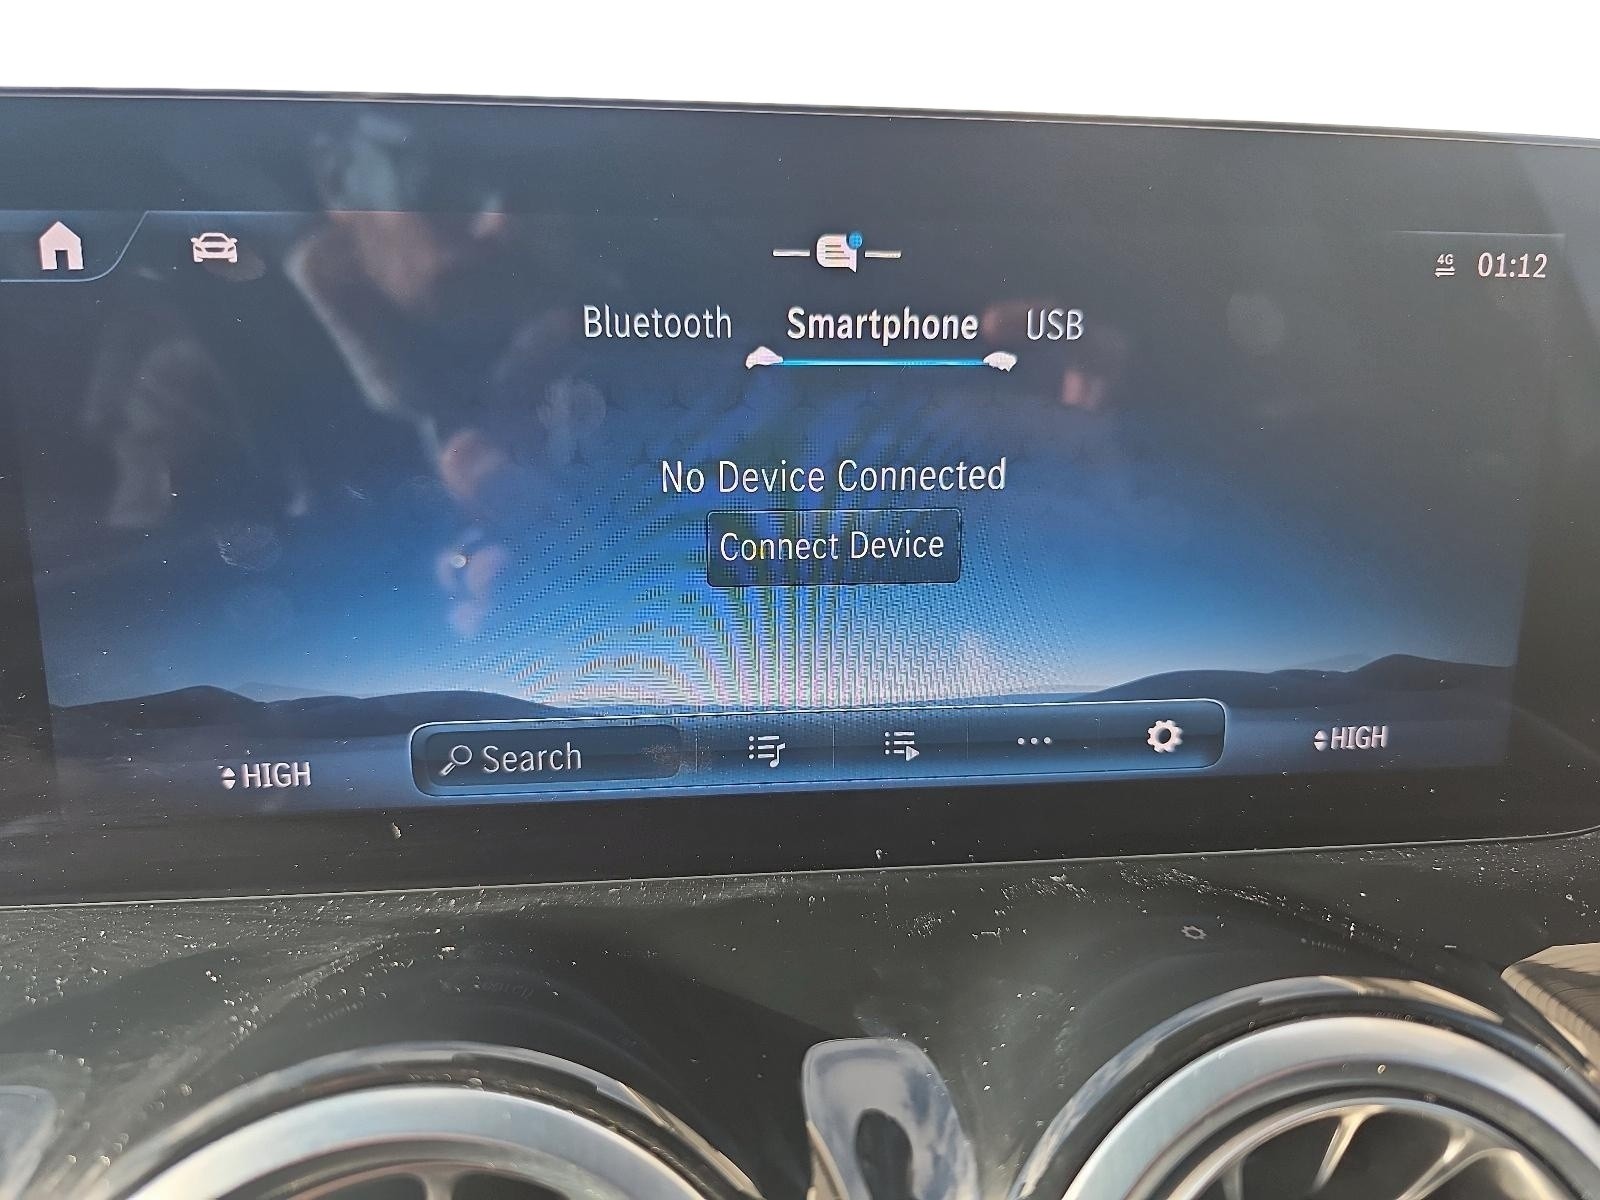 4G 01:12
Bluetooth Smartphone USB
No Device Connected
Connect Device
HIGH Search HIGH